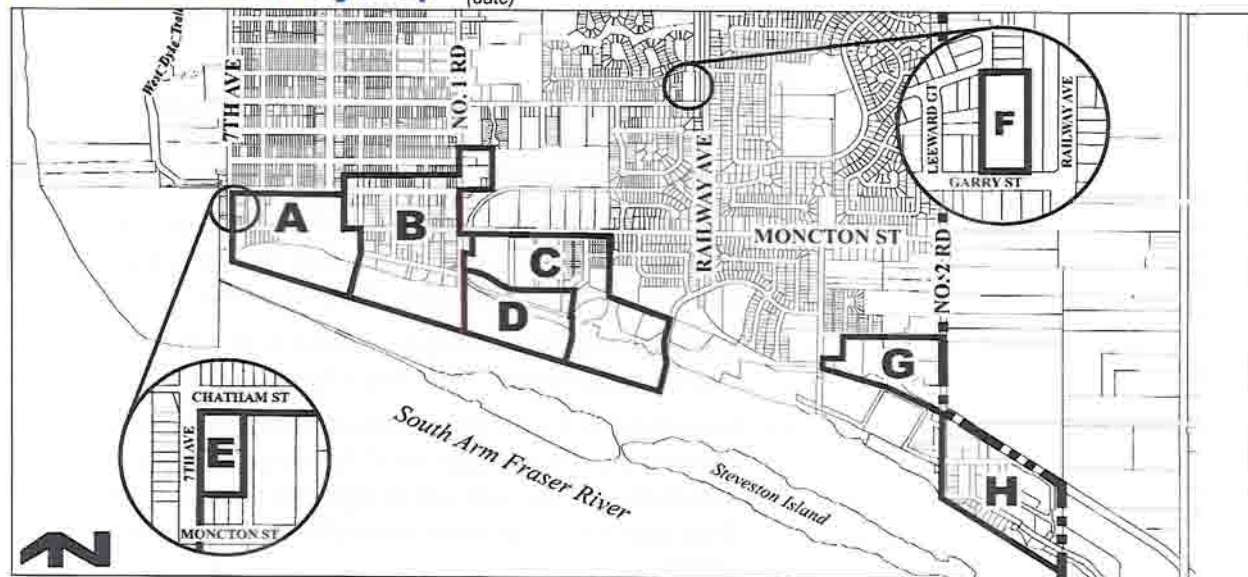 (date)
West Dyke Trail
7TH AVE
NO. 1 RD
A
B
C
D
RAILWAY AVE
MONCTON ST
NO. 2 RD
LEEWARD GT
F
RAILWAY AVE
GARRY ST
G
H
CHATHAM ST
7TH AVE
E
MONCTON ST
South Arm Fraser River
Steveston Island
N